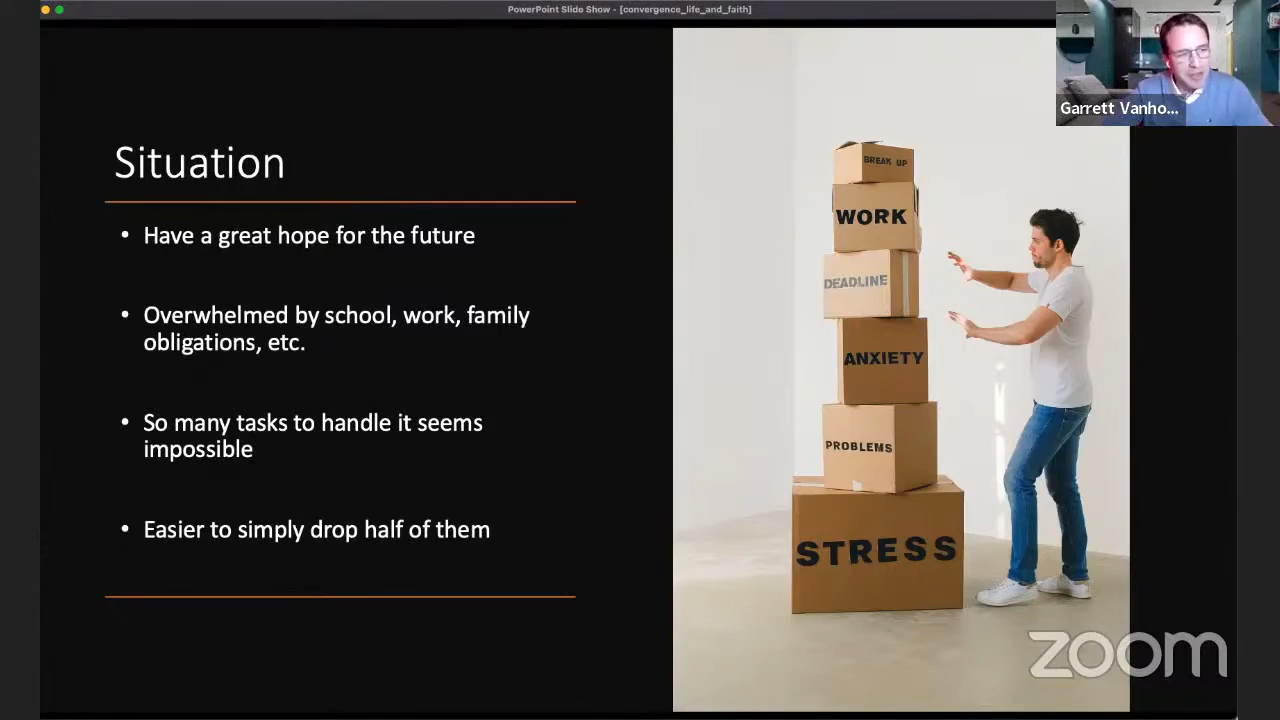 PowerPoint Slide Show - [convergence_life_and_faith]
Garrett Vanho...
Situation
• Have a great hope for the future
• Overwhelmed by school, work, family
obligations, etc.
• So many tasks to handle it seems
impossible
• Easier to simply drop half of them
BREAK UP
WORK
DEADLINE
ANXIETY
PROBLEMS
STRESS
zoom